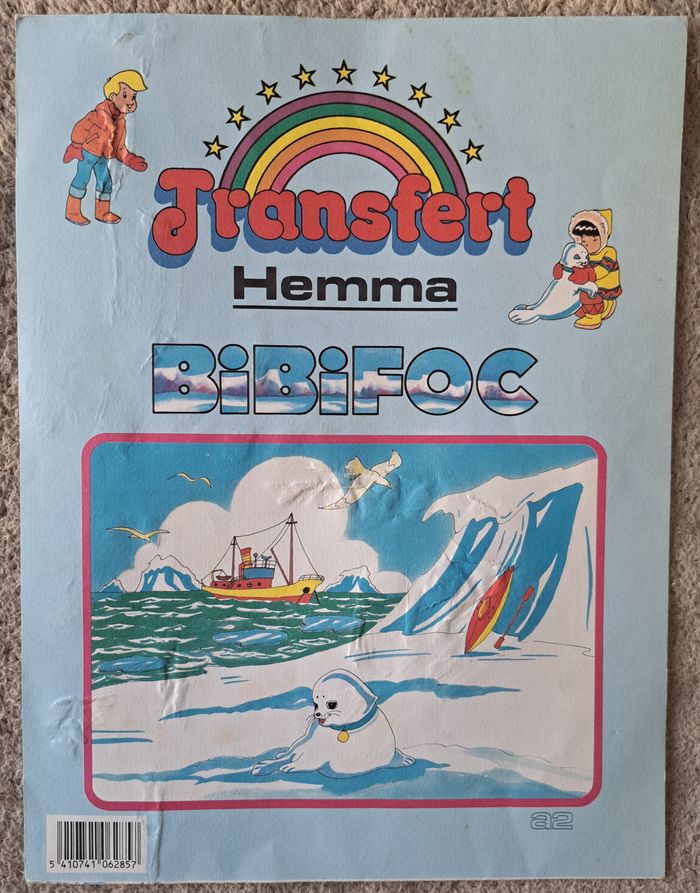 Transfert
Hemma
BiBiFOC
a2
5 410741 062857